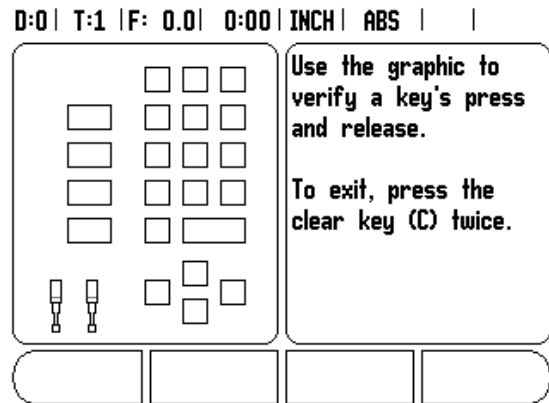 D:0| T:1 |F: 0.0| 0:00|INCH| ABS | |
Use the graphic to
verify a key's press
and release.
To exit, press the
clear key (C) twice.